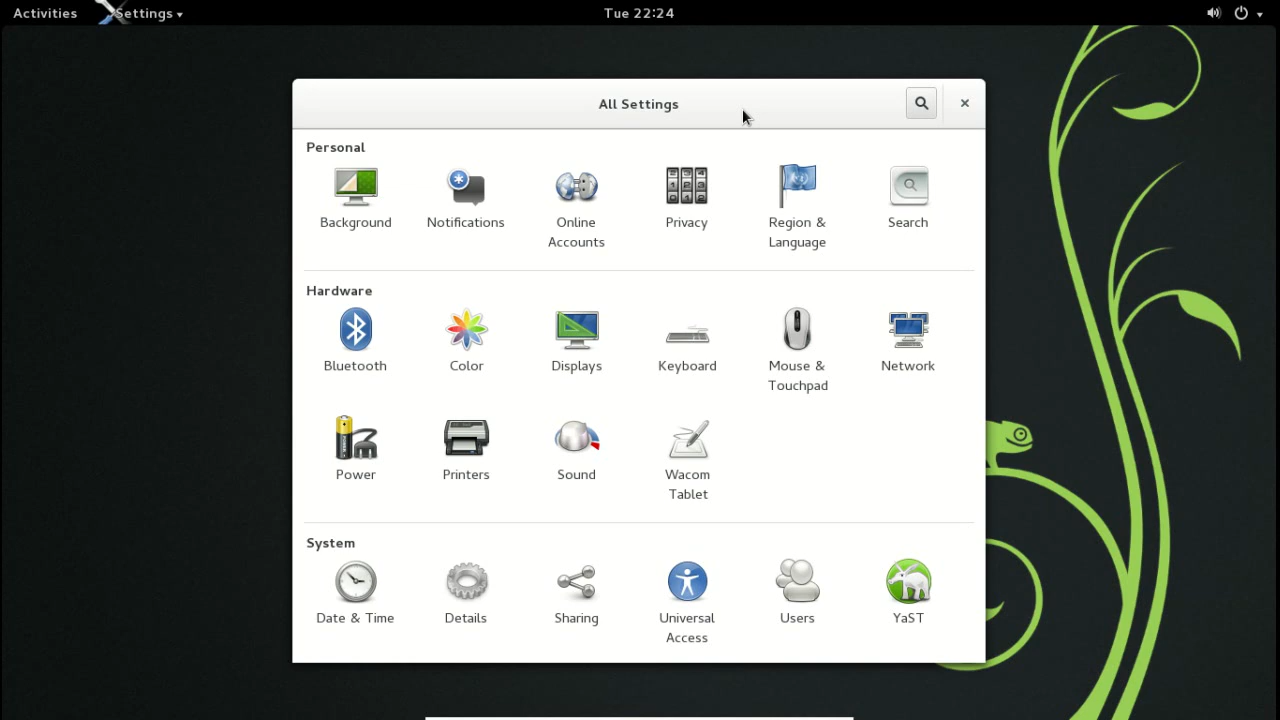 Activities Settings Tue 22:24
All Settings
Personal
Background Notifications Online Privacy Region & Search
Accounts Language
Hardware
Bluetooth Color Displays Keyboard Mouse & Network
Touchpad
Power Printers Sound Wacom
Tablet
System
Date & Time Details Sharing Universal Users YaST
Access